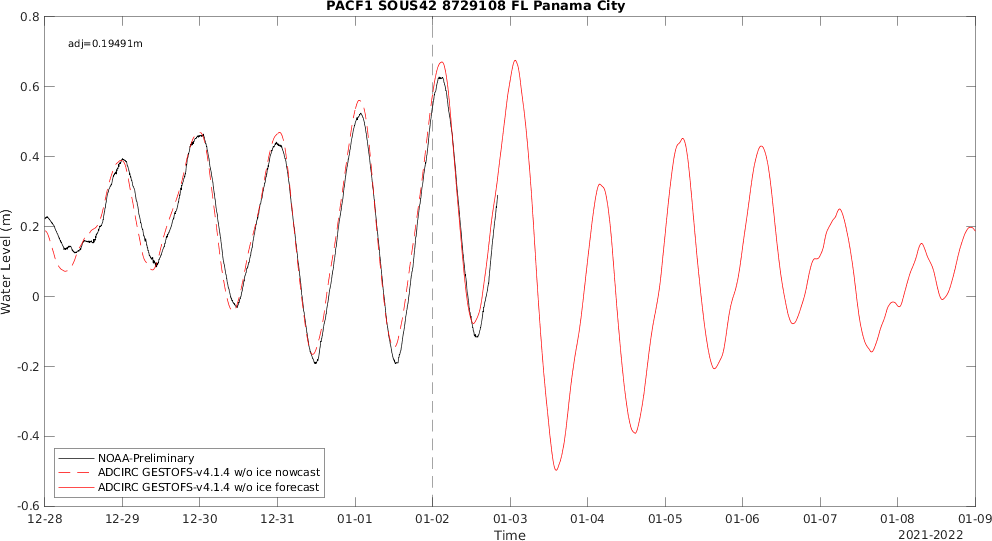 PACF1 SOUS42 8729108 FL Panama City
adj=0.19491m
Water Level (m)
0.8
0.6
0.4
0.2
0
-0.2
-0.4
-0.6
NOAA-Preliminary
ADCIRC GESTOFS-v4.1.4 w/o ice nowcast
ADCIRC GESTOFS-v4.1.4 w/o ice forecast
12-28 12-29 12-30 12-31 01-01 01-02 01-03 01-04 01-05 01-06 01-07 01-08 01-09
Time
2021-2022